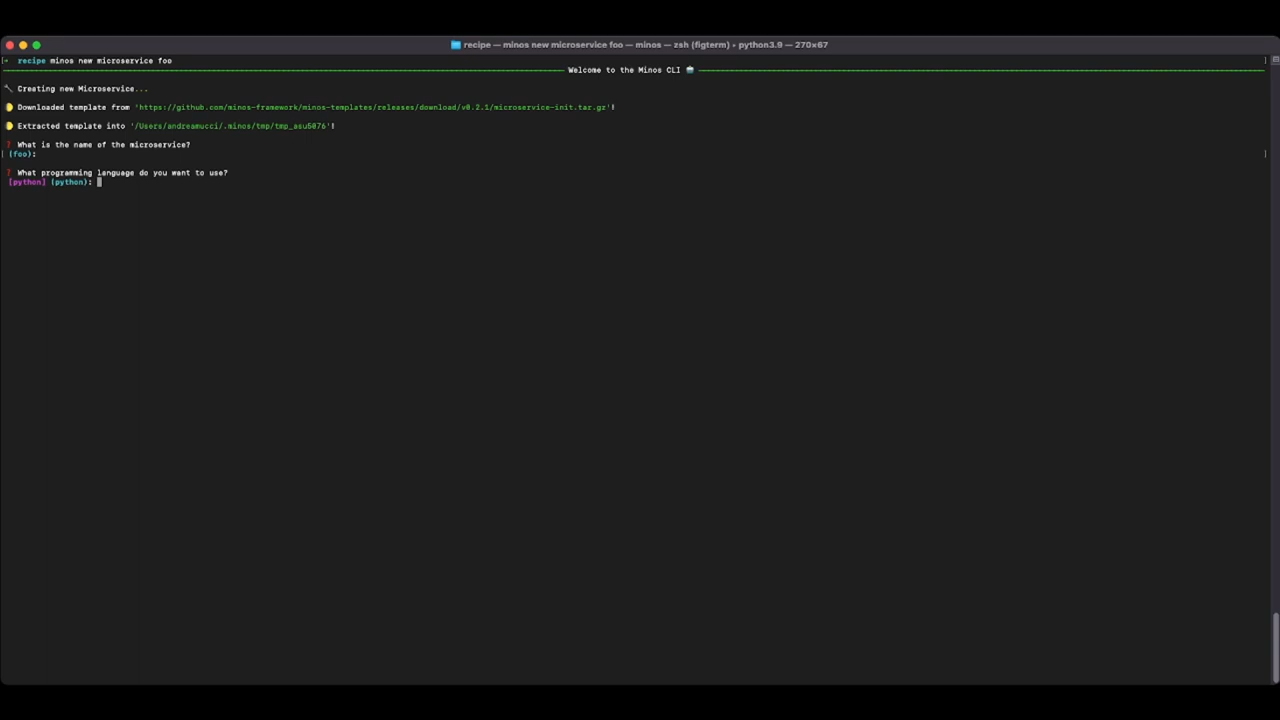 recipe — minos new microservice foo — minos — zsh (figterm) • python3.9 — 270×67
recipe minos new microservice foo
Welcome to the Minos CLI
Creating new Microservice...
Downloaded template from 'https://github.com/minos-framework/minos-templates/releases/download/v0.2.1/microservice-init.tar.gz'!
Extracted template into '/Users/andreamucci/.minos/tmp/tmp_asu5076'!
What is the name of the microservice?
(foo):
What programming language do you want to use?
[python] (python):